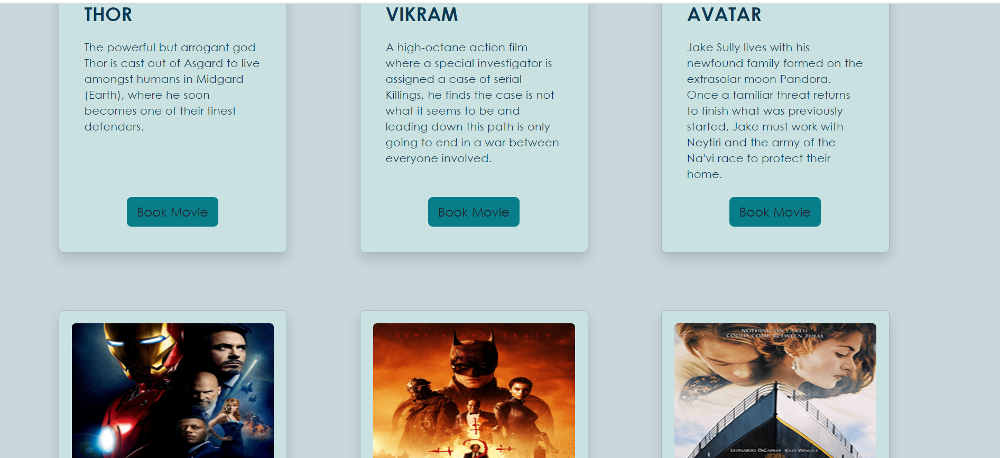 THOR
The powerful but arrogant god
Thor is cast out of Asgard to live
amongst humans in Midgard
(Earth), where he soon
becomes one of their finest
defenders.
Book Movie
VIKRAM
A high-octane action film
where a special investigator is
assigned a case of serial
Killings, he finds the case is not
what it seems to be and
leading down this path is only
going to end in a war between
everyone involved.
Book Movie
AVATAR
Jake Sully lives with his
newfound family formed on the
extrasolar moon Pandora.
Once a familiar threat returns
to finish what was previously
started, Jake must work with
Neytiri and the army of the
Na'vi race to protect their
home.
Book Movie
UNMASK THE TRUTH
NOTHING ON EARTH
COULD COME BETWEEN THEM.
LEONARDO DICAPRIO KATE WINSLET